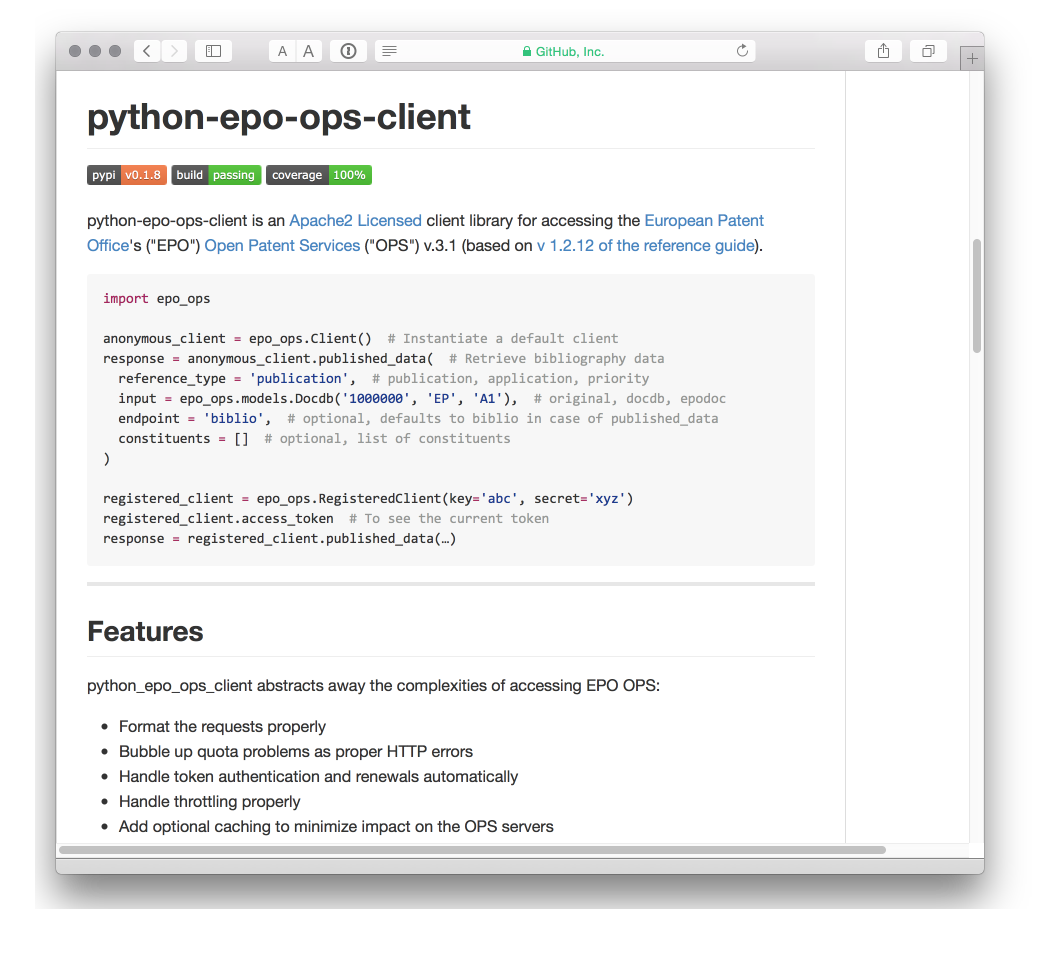 A A
GitHub, Inc.
python-epo-ops-client
pypi v0.1.8 build passing coverage 100%
python-epo-ops-client is an Apache2 Licensed client library for accessing the European Patent
Office's ("EPO") Open Patent Services ("OPS") v.3.1 (based on v 1.2.12 of the reference guide).
import epo_ops
anonymous_client = epo_ops.Client()  # Instantiate a default client
response = anonymous_client.published_data(  # Retrieve bibliography data
  reference_type = 'publication',  # publication, application, priority
  input = epo_ops.models.Docdb('1000000', 'EP', 'A1'),  # original, docdb, epodoc
  endpoint = 'biblio',  # optional, defaults to biblio in case of published_data
  constituents = []  # optional, list of constituents
)
registered_client = epo_ops.RegisteredClient(key='abc', secret='xyz')
registered_client.access_token  # To see the current token
response = registered_client.published_data(…)
Features
python_epo_ops_client abstracts away the complexities of accessing EPO OPS:
• Format the requests properly
• Bubble up quota problems as proper HTTP errors
• Handle token authentication and renewals automatically
• Handle throttling properly
• Add optional caching to minimize impact on the OPS servers